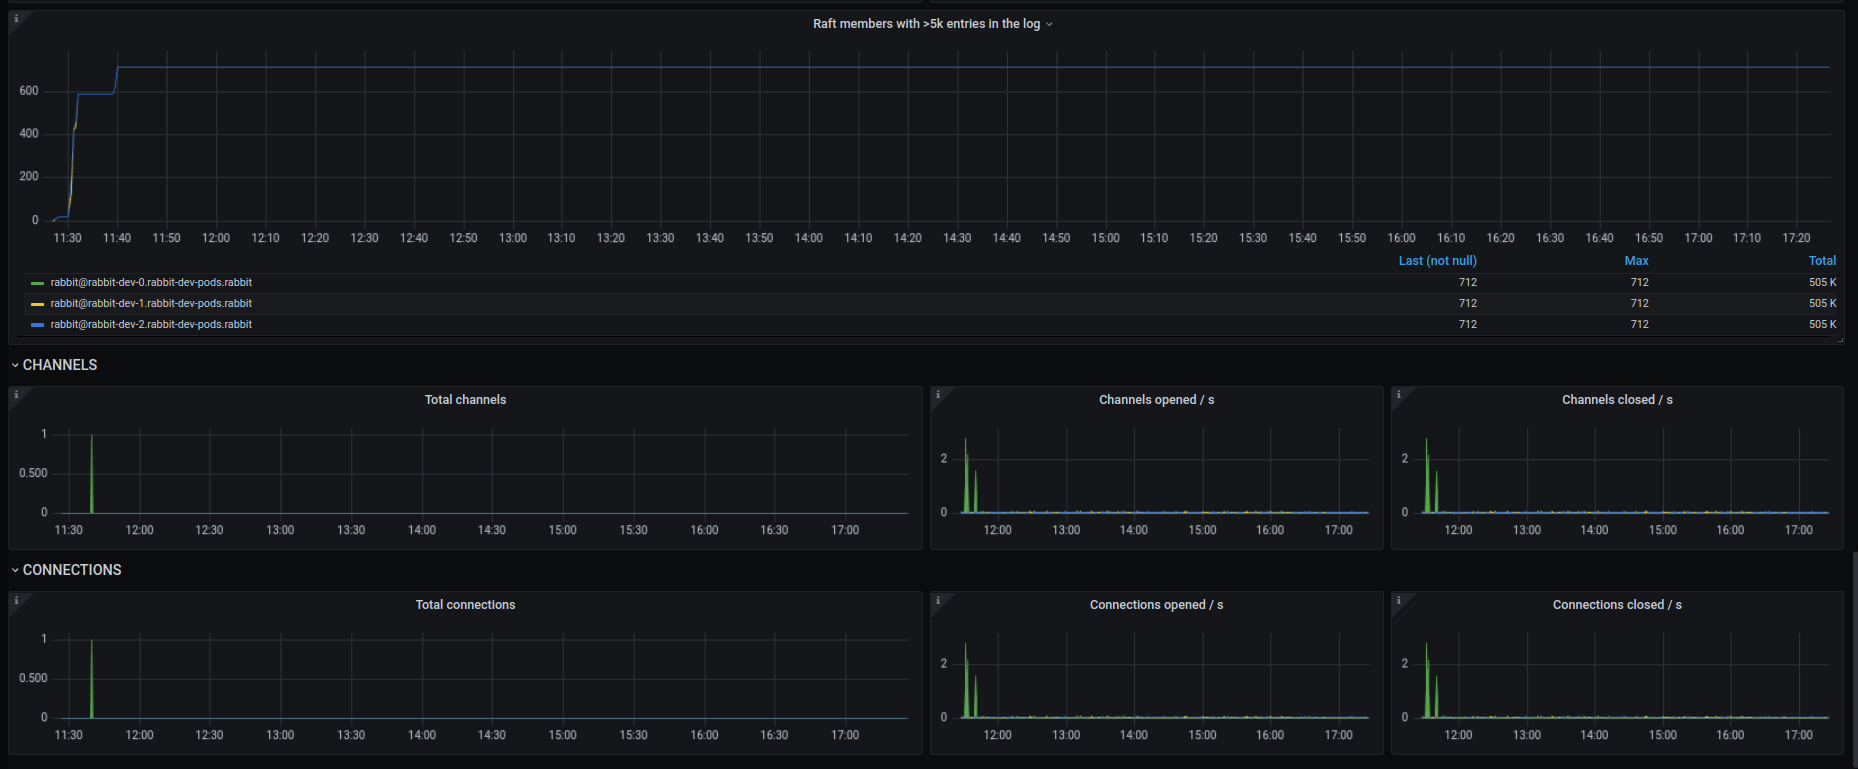 Raft members with >5k entries in the log
600
400
200
0
11:30 11:40 11:50 12:00 12:10 12:20 12:30 12:40 12:50 13:00 13:10 13:20 13:30 13:40 13:50 14:00 14:10 14:20 14:30 14:40 14:50 15:00 15:10 15:20 15:30 15:40 15:50 16:00 16:10 16:20 16:30 16:40 16:50 17:00 17:10 17:20
Last (not null) Max Total
rabbit@rabbit-dev-0.rabbit-dev-pods.rabbit 712 712 505 K
rabbit@rabbit-dev-1.rabbit-dev-pods.rabbit 712 712 505 K
rabbit@rabbit-dev-2.rabbit-dev-pods.rabbit 712 712 505 K
CHANNELS
Total channels
1
0.500
0
11:30 12:00 12:30 13:00 13:30 14:00 14:30 15:00 15:30 16:00 16:30 17:00
Channels opened / s
2
0
12:00 13:00 14:00 15:00 16:00 17:00
Channels closed / s
2
0
12:00 13:00 14:00 15:00 16:00 17:00
CONNECTIONS
Total connections
1
0.500
0
11:30 12:00 12:30 13:00 13:30 14:00 14:30 15:00 15:30 16:00 16:30 17:00
Connections opened / s
2
0
12:00 13:00 14:00 15:00 16:00 17:00
Connections closed / s
2
0
12:00 13:00 14:00 15:00 16:00 17:00